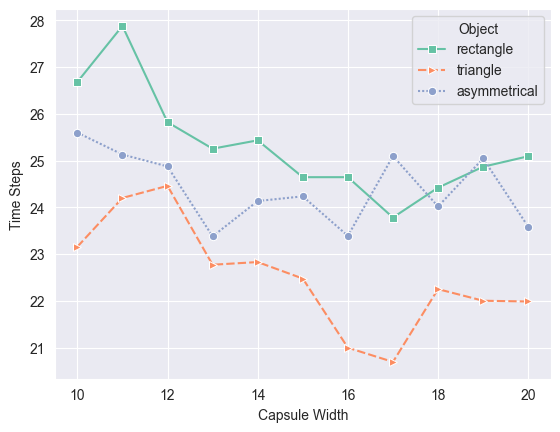 Object
rectangle
triangle
asymmetrical
28
27
26
25
24
23
22
21
Time Steps
10 12 14 16 18 20
Capsule Width